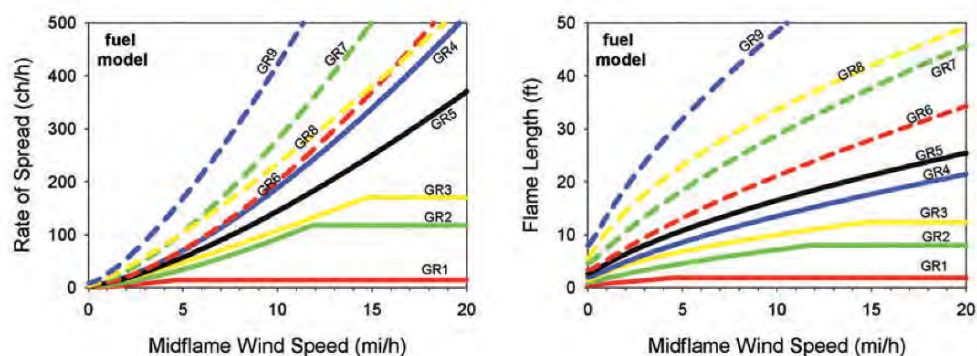 fuel model
GR9
GR7
GR4
GR8
GR6
GR5
GR3
GR2
GR1
500
400
300
200
100
0
0
5
10
15
20
Rate of Spread (ch/h)
Midflame Wind Speed (mi/h)
fuel model
GR9
GR8
GR7
GR6
GR5
GR4
GR3
GR2
GR1
50
40
30
20
10
0
0
5
10
15
20
Flame Length (ft)
Midflame Wind Speed (mi/h)